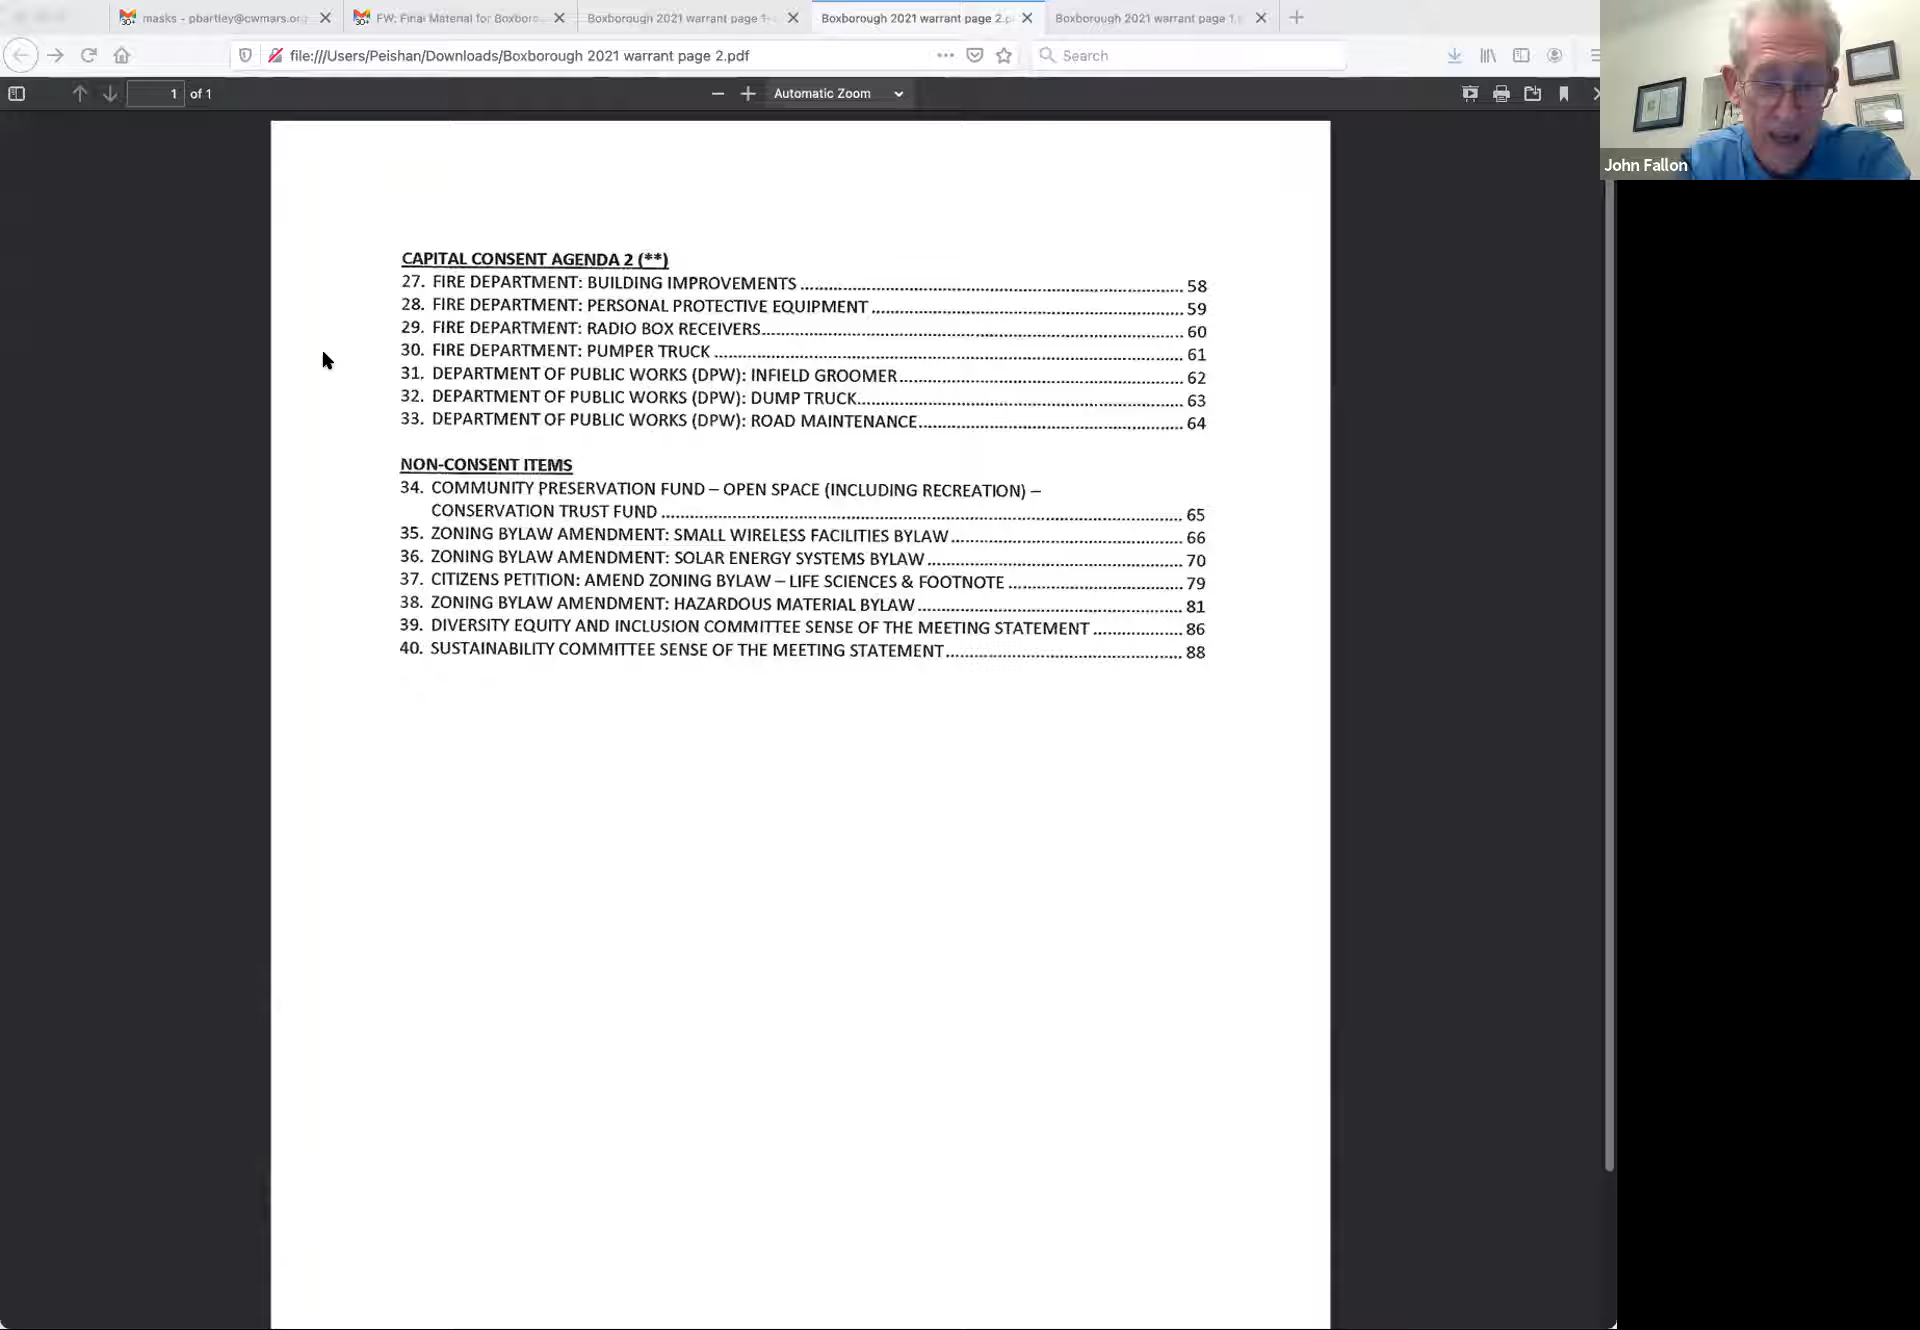 masks - pbartley@cwmars.org
FW: Final Material for Boxboro
Boxborough 2021 warrant page 1-
Boxborough 2021 warrant page 2.p
Boxborough 2021 warrant page 1.
file:///Users/Peishan/Downloads/Boxborough 2021 warrant page 2.pdf
Search
1 of 1
Automatic Zoom
John Fallon
CAPITAL CONSENT AGENDA 2 (**)
27. FIRE DEPARTMENT: BUILDING IMPROVEMENTS 58
28. FIRE DEPARTMENT: PERSONAL PROTECTIVE EQUIPMENT 59
29. FIRE DEPARTMENT: RADIO BOX RECEIVERS 60
30. FIRE DEPARTMENT: PUMPER TRUCK 61
31. DEPARTMENT OF PUBLIC WORKS (DPW): INFIELD GROOMER 62
32. DEPARTMENT OF PUBLIC WORKS (DPW): DUMP TRUCK 63
33. DEPARTMENT OF PUBLIC WORKS (DPW): ROAD MAINTENANCE 64
NON-CONSENT ITEMS
34. COMMUNITY PRESERVATION FUND – OPEN SPACE (INCLUDING RECREATION) –
CONSERVATION TRUST FUND 65
35. ZONING BYLAW AMENDMENT: SMALL WIRELESS FACILITIES BYLAW 66
36. ZONING BYLAW AMENDMENT: SOLAR ENERGY SYSTEMS BYLAW 70
37. CITIZENS PETITION: AMEND ZONING BYLAW – LIFE SCIENCES & FOOTNOTE 79
38. ZONING BYLAW AMENDMENT: HAZARDOUS MATERIAL BYLAW 81
39. DIVERSITY EQUITY AND INCLUSION COMMITTEE SENSE OF THE MEETING STATEMENT 86
40. SUSTAINABILITY COMMITTEE SENSE OF THE MEETING STATEMENT 88